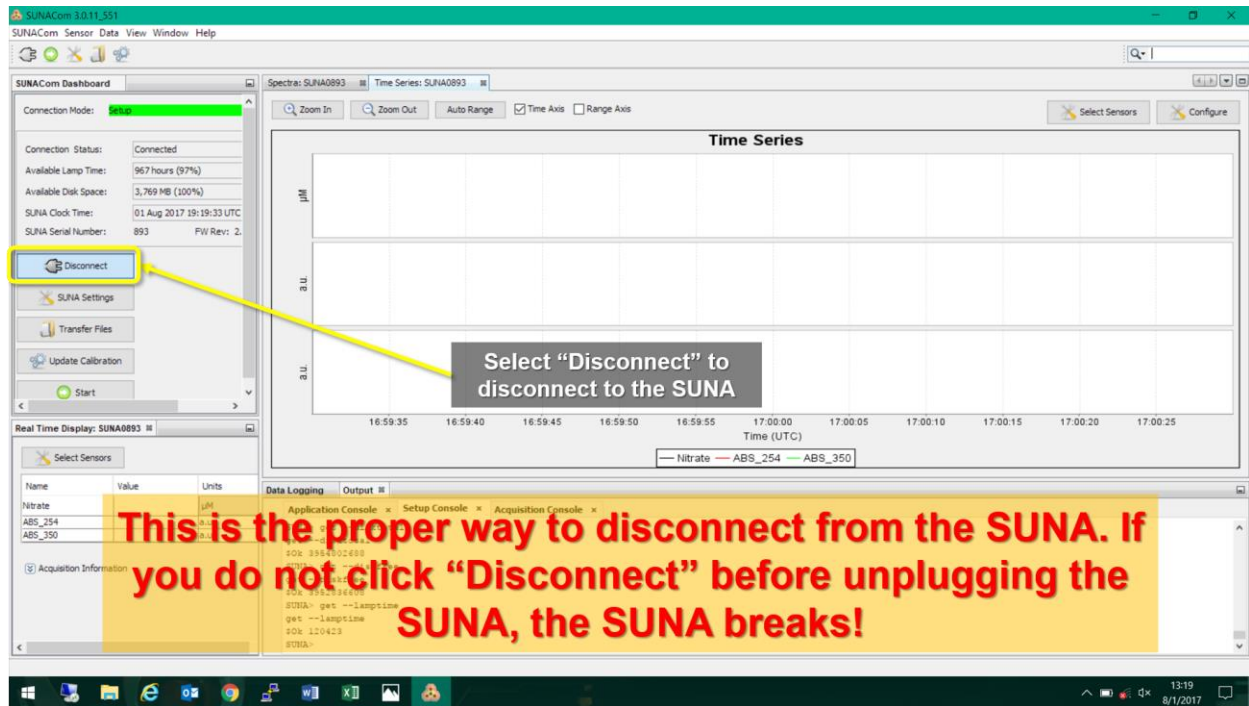 SUNACom 3.0.11_551
SUNACom Sensor Data View Window Help
SUNACom Dashboard
Connection Mode: Setup
Connection Status: Connected
Available Lamp Time: 967 hours (97%)
Available Disk Space: 3,769 MB (100%)
SUNA Clock Time: 01 Aug 2017 19:19:33 UTC
SUNA Serial Number: 893 FW Rev: 2.
Disconnect
SUNA Settings
Transfer Files
Update Calibration
Start
Real Time Display: SUNA0893
Select Sensors
Name Value Units
Nitrate µM
ABS_254
ABS_350
Acquisition Information
Spectra: SUNA0893 Time Series: SUNA0893
Zoom In Zoom Out Auto Range Time Axis Range Axis
Select Sensors Configure
Time Series
µM
a.u.
a.u.
Select “Disconnect” to
disconnect to the SUNA
16:59:35 16:59:40 16:59:45 16:59:50 16:59:55 17:00:00 17:00:05 17:00:10 17:00:15 17:00:20 17:00:25
Time (UTC)
Nitrate ABS_254 ABS_350
Data Logging Output
Application Console Setup Console Acquisition Console
This is the proper way to disconnect from the SUNA. If
you do not click “Disconnect” before unplugging the
SUNA, the SUNA breaks!
SUNA> get --lamptime
get --lamptime
$Ok 120423
SUNA>
13:19
8/1/2017